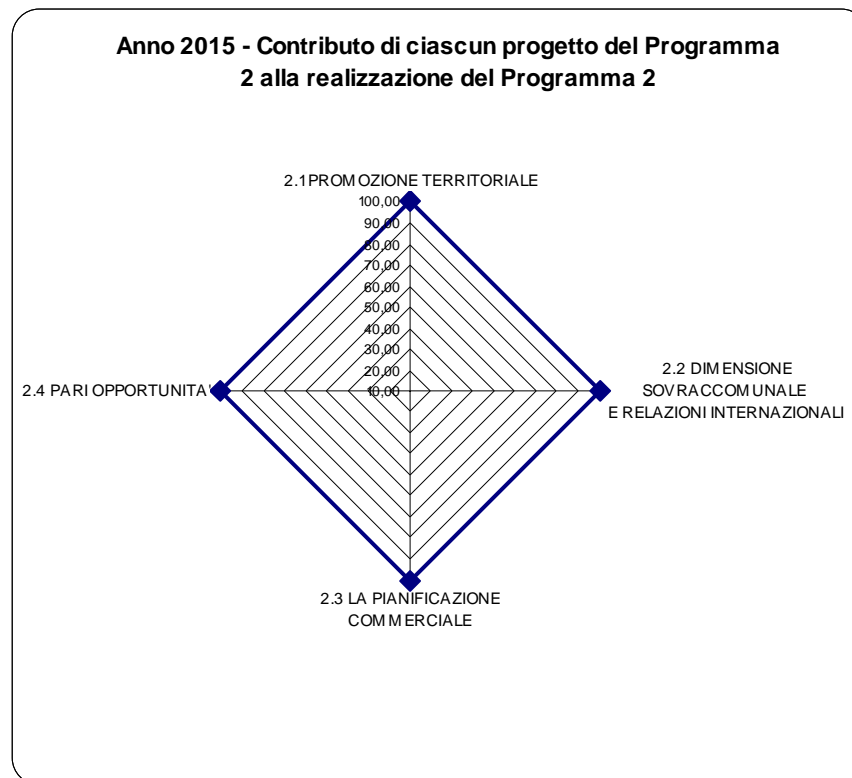 Anno 2015 - Contributo di ciascun progetto del Programma
2 alla realizzazione del Programma 2
2.1PROMOZIONE TERRITORIALE
100,00
90,00
80,00
70,00
60,00
50,00
40,00
30,00
20,00
10,00
2.2 DIMENSIONE
SOVRACCOMUNALE
E RELAZIONI INTERNAZIONALI
2.4 PARI OPPORTUNITA'
2.3 LA PIANIFICAZIONE
COMMERCIALE